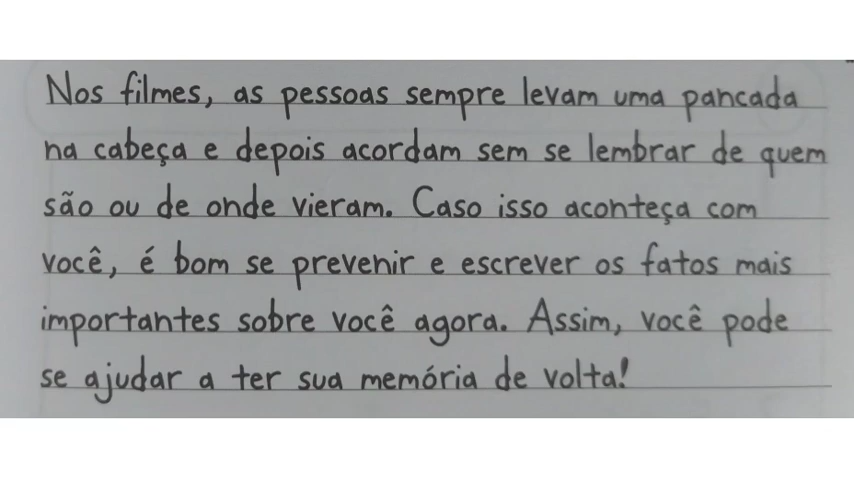 Nos filmes, as pessoas sempre levam uma pancada
na cabeça e depois acordam sem se lembrar de quem
são ou de onde vieram. Caso isso aconteça com
você, é bom se prevenir e escrever os fatos mais
importantes sobre você agora. Assim, você pode
se ajudar a ter sua memória de volta!